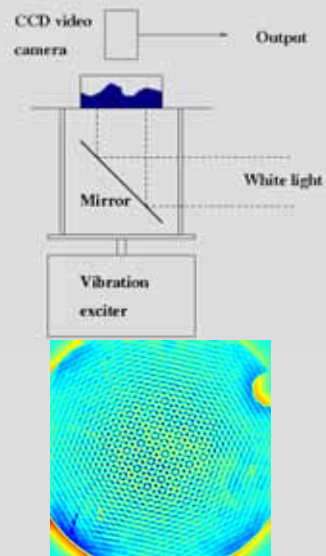 CCD video
camera
Output
White light
Mirror
Vibration
exciter